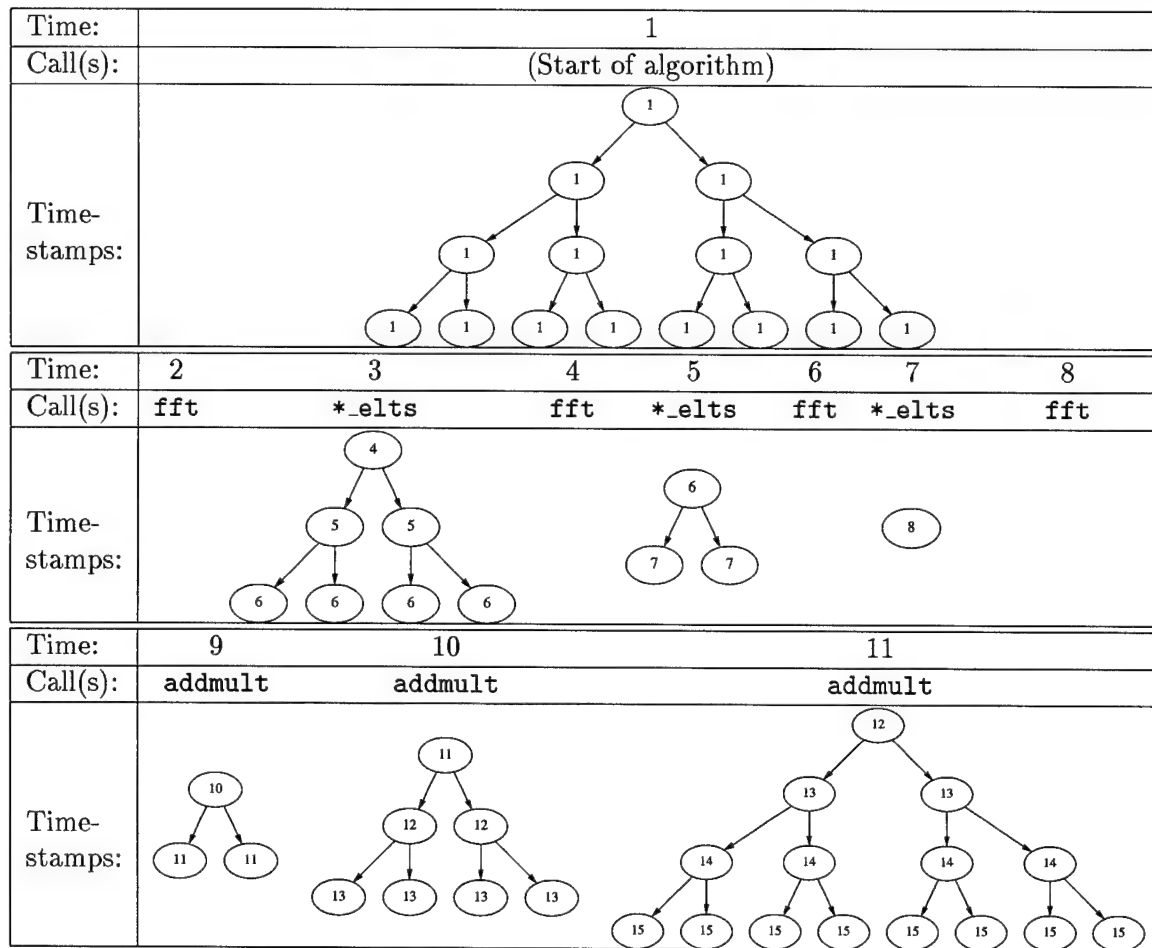 Time: 1
Call(s): (Start of algorithm)
Time-
stamps:
1
1 1
1 1 1 1
1 1 1 1 1 1 1 1
Time: 2 3 4 5 6 7 8
Call(s): fft *_elts fft *_elts fft *_elts fft
Time-
stamps:
4
5 5
6 6 6 6
6
7 7
8
Time: 9 10 11
Call(s): addmult addmult addmult
Time-
stamps:
10
11 11
11
12 12
13 13 13 13
12
13 13
14 14 14 14
15 15 15 15 15 15 15 15